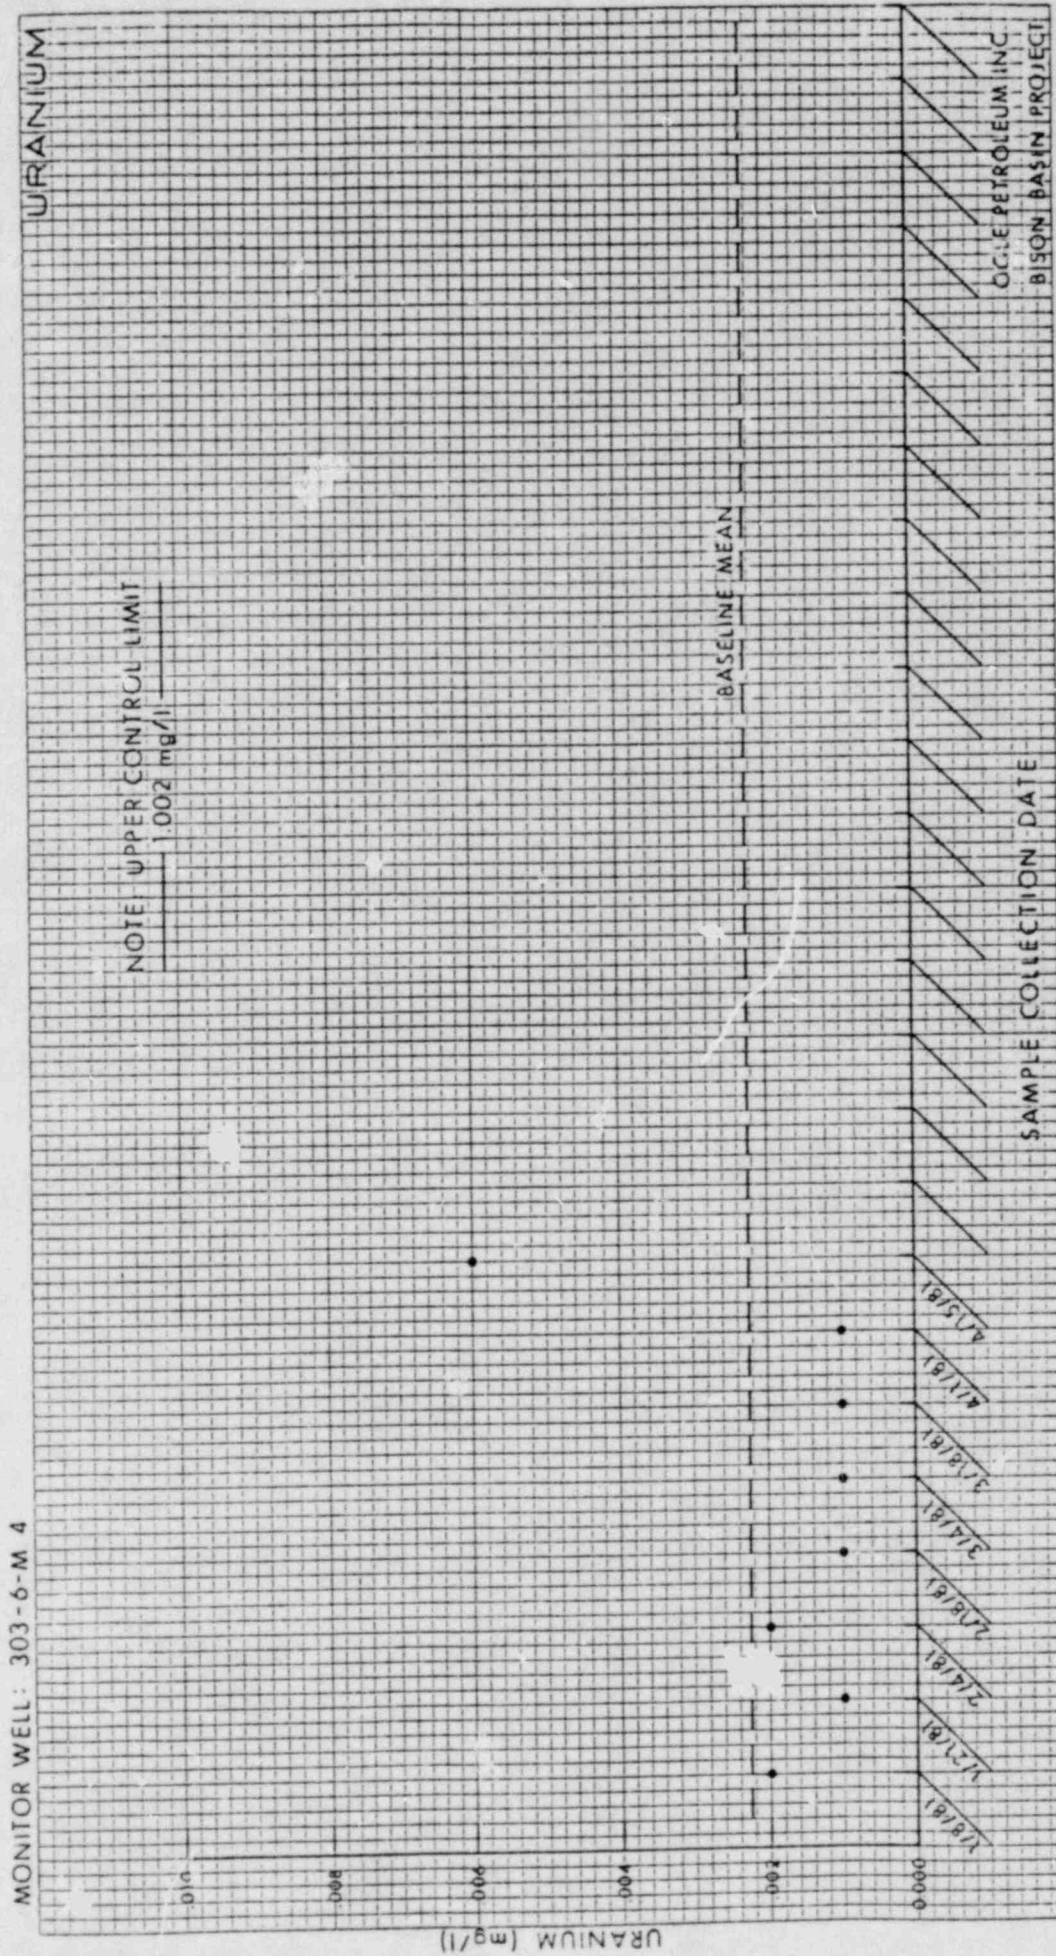 MONITOR WELL: 303-6-M 4
URANIUM
NOTE: UPPER CONTROL LIMIT
1.002 mg/l
BASELINE MEAN
URANIUM (mg/l)
.010
.008
.006
.004
.002
0.000
1/8/81
1/21/81
2/4/81
2/18/81
3/4/81
3/18/81
4/1/81
4/15/81
SAMPLE COLLECTION DATE
OGLE PETROLEUM INC.
BISON BASIN PROJECT